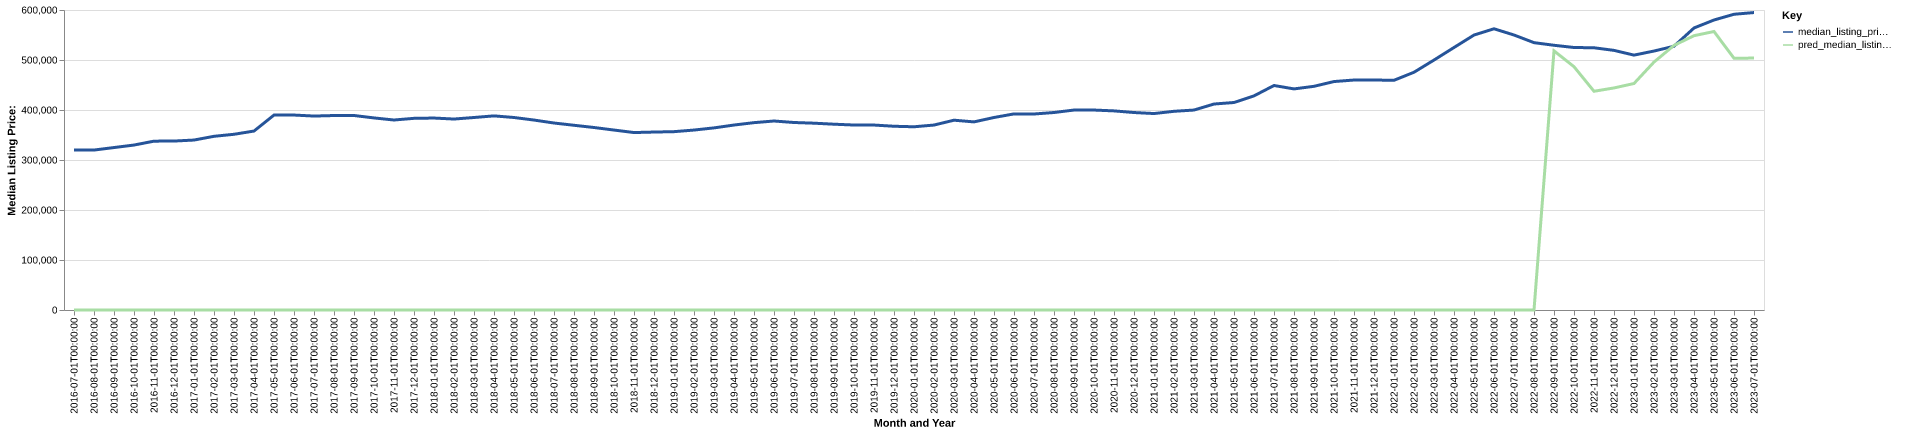 600,000
500,000
400,000
300,000
200,000
100,000
0
Median Listing Price:
2016-07-01T00:00:00
2016-08-01T00:00:00
2016-09-01T00:00:00
2016-10-01T00:00:00
2016-11-01T00:00:00
2016-12-01T00:00:00
2017-01-01T00:00:00
2017-02-01T00:00:00
2017-03-01T00:00:00
2017-04-01T00:00:00
2017-05-01T00:00:00
2017-06-01T00:00:00
2017-07-01T00:00:00
2017-08-01T00:00:00
2017-09-01T00:00:00
2017-10-01T00:00:00
2017-11-01T00:00:00
2017-12-01T00:00:00
2018-01-01T00:00:00
2018-02-01T00:00:00
2018-03-01T00:00:00
2018-04-01T00:00:00
2018-05-01T00:00:00
2018-06-01T00:00:00
2018-07-01T00:00:00
2018-08-01T00:00:00
2018-09-01T00:00:00
2018-10-01T00:00:00
2018-11-01T00:00:00
2018-12-01T00:00:00
2019-01-01T00:00:00
2019-02-01T00:00:00
2019-03-01T00:00:00
2019-04-01T00:00:00
2019-05-01T00:00:00
2019-06-01T00:00:00
2019-07-01T00:00:00
2019-08-01T00:00:00
2019-09-01T00:00:00
2019-10-01T00:00:00
2019-11-01T00:00:00
2019-12-01T00:00:00
2020-01-01T00:00:00
2020-02-01T00:00:00
2020-03-01T00:00:00
2020-04-01T00:00:00
2020-05-01T00:00:00
2020-06-01T00:00:00
2020-07-01T00:00:00
2020-08-01T00:00:00
2020-09-01T00:00:00
2020-10-01T00:00:00
2020-11-01T00:00:00
2020-12-01T00:00:00
2021-01-01T00:00:00
2021-02-01T00:00:00
2021-03-01T00:00:00
2021-04-01T00:00:00
2021-05-01T00:00:00
2021-06-01T00:00:00
2021-07-01T00:00:00
2021-08-01T00:00:00
2021-09-01T00:00:00
2021-10-01T00:00:00
2021-11-01T00:00:00
2021-12-01T00:00:00
2022-01-01T00:00:00
2022-02-01T00:00:00
2022-03-01T00:00:00
2022-04-01T00:00:00
2022-05-01T00:00:00
2022-06-01T00:00:00
2022-07-01T00:00:00
2022-08-01T00:00:00
2022-09-01T00:00:00
2022-10-01T00:00:00
2022-11-01T00:00:00
2022-12-01T00:00:00
2023-01-01T00:00:00
2023-02-01T00:00:00
2023-03-01T00:00:00
2023-04-01T00:00:00
2023-05-01T00:00:00
2023-06-01T00:00:00
2023-07-01T00:00:00
Month and Year
Key
median_listing_pri…
pred_median_listin…